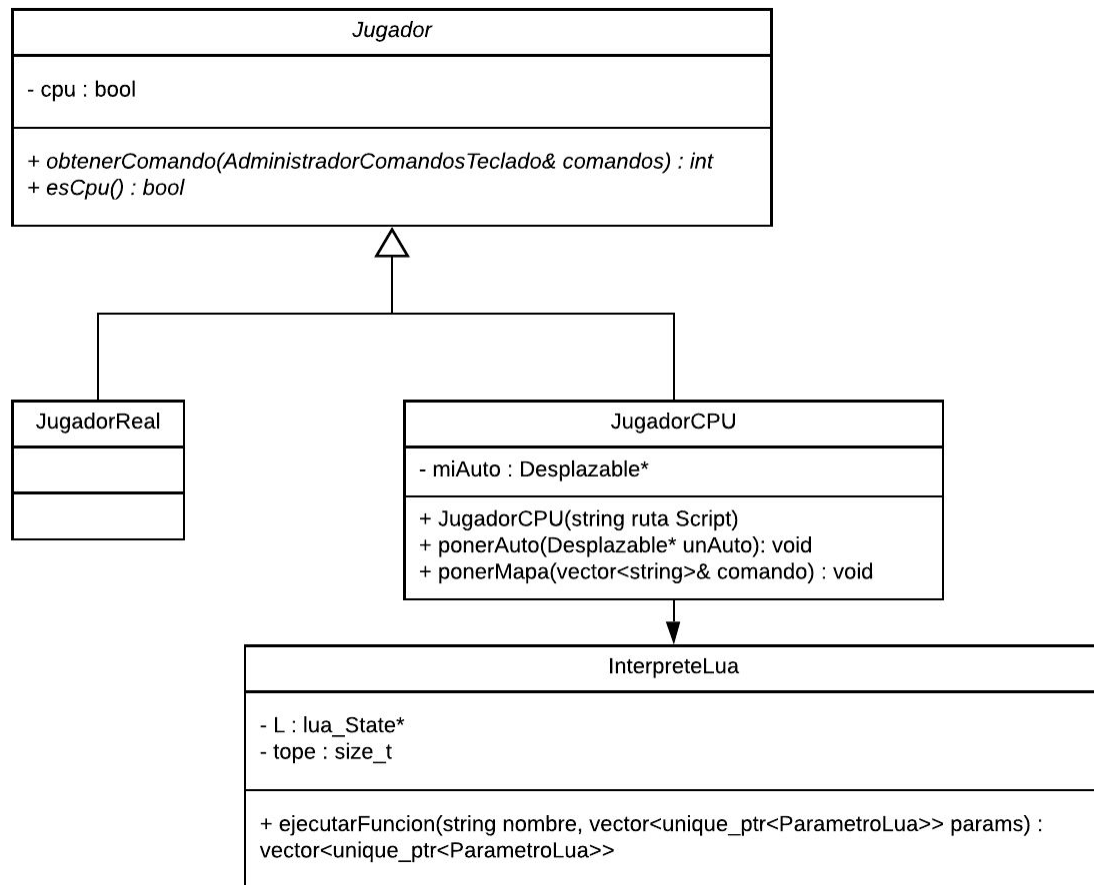 Jugador
- cpu : bool
+ obtenerComando(AdministradorComandosTeclado& comandos) : int
+ esCpu() : bool
JugadorReal
JugadorCPU
- miAuto : Desplazable*
+ JugadorCPU(string ruta Script)
+ ponerAuto(Desplazable* unAuto): void
+ ponerMapa(vector<string>& comando) : void
InterpreteLua
- L : lua_State*
- tope : size_t
+ ejecutarFuncion(string nombre, vector<unique_ptr<ParametroLua>> params) :
vector<unique_ptr<ParametroLua>>